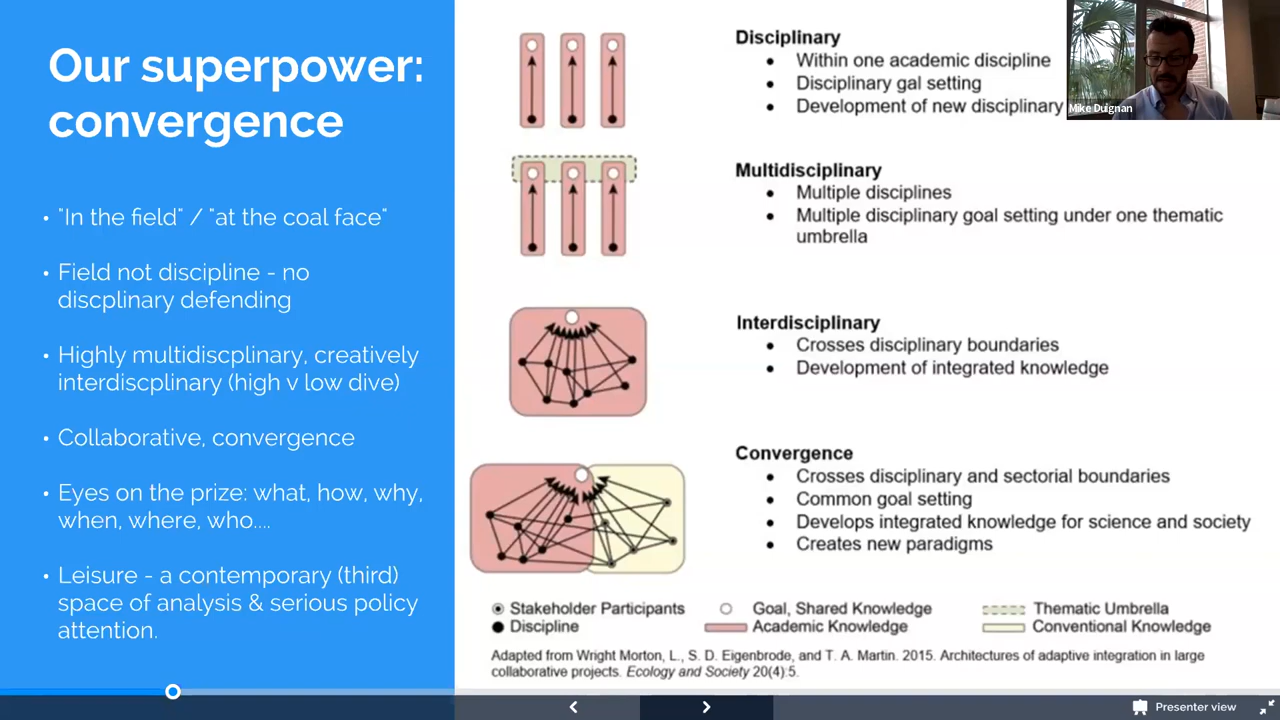 Our superpower:
convergence
• "In the field" / "at the coal face"
• Field not discipline - no
discplinary defending
• Highly multidiscplinary, creatively
interdiscplinary (high v low dive)
• Collaborative, convergence
• Eyes on the prize: what, how, why,
when, where, who....
• Leisure - a contemporary (third)
space of analysis & serious policy
attention.
Disciplinary
• Within one academic discipline
• Disciplinary gal setting
• Development of new disciplinary
Multidisciplinary
• Multiple disciplines
• Multiple disciplinary goal setting under one thematic
umbrella
Interdisciplinary
• Crosses disciplinary boundaries
• Development of integrated knowledge
Convergence
• Crosses disciplinary and sectorial boundaries
• Common goal setting
• Develops integrated knowledge for science and society
• Creates new paradigms
Stakeholder Participants
Goal, Shared Knowledge
Thematic Umbrella
Discipline
Academic Knowledge
Conventional Knowledge
Adapted from Wright Morton, L., S. D. Eigenbrode, and T. A. Martin. 2015. Architectures of adaptive integration in large
collaborative projects. Ecology and Society 20(4):5.
Mike Duignan
Presenter view